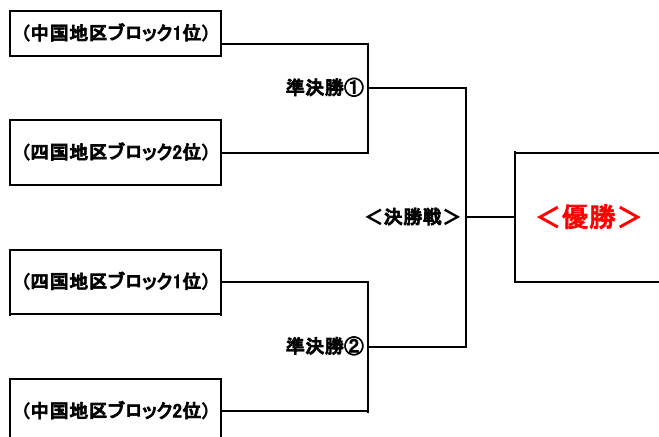 (中国地区ブロック1位)
準決勝①
(四国地区ブロック2位)
＜決勝戦＞
＜優勝＞
(四国地区ブロック1位)
準決勝②
(中国地区ブロック2位)